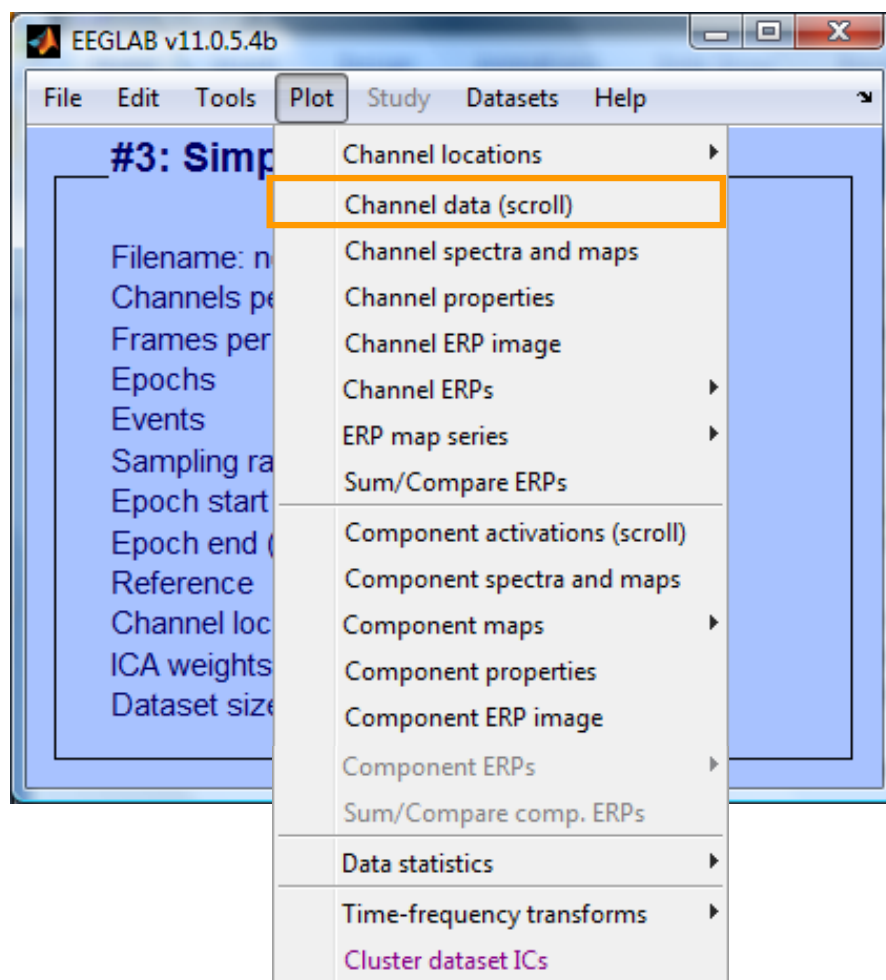 EEGLAB v11.0.5.4b
File Edit Tools Plot Study Datasets Help
#3: Simp
Filename: n
Channels pe
Frames per
Epochs
Events
Sampling ra
Epoch start
Epoch end (
Reference
Channel loc
ICA weights
Dataset size
Channel locations
Channel data (scroll)
Channel spectra and maps
Channel properties
Channel ERP image
Channel ERPs
ERP map series
Sum/Compare ERPs
Component activations (scroll)
Component spectra and maps
Component maps
Component properties
Component ERP image
Component ERPs
Sum/Compare comp. ERPs
Data statistics
Time-frequency transforms
Cluster dataset ICs